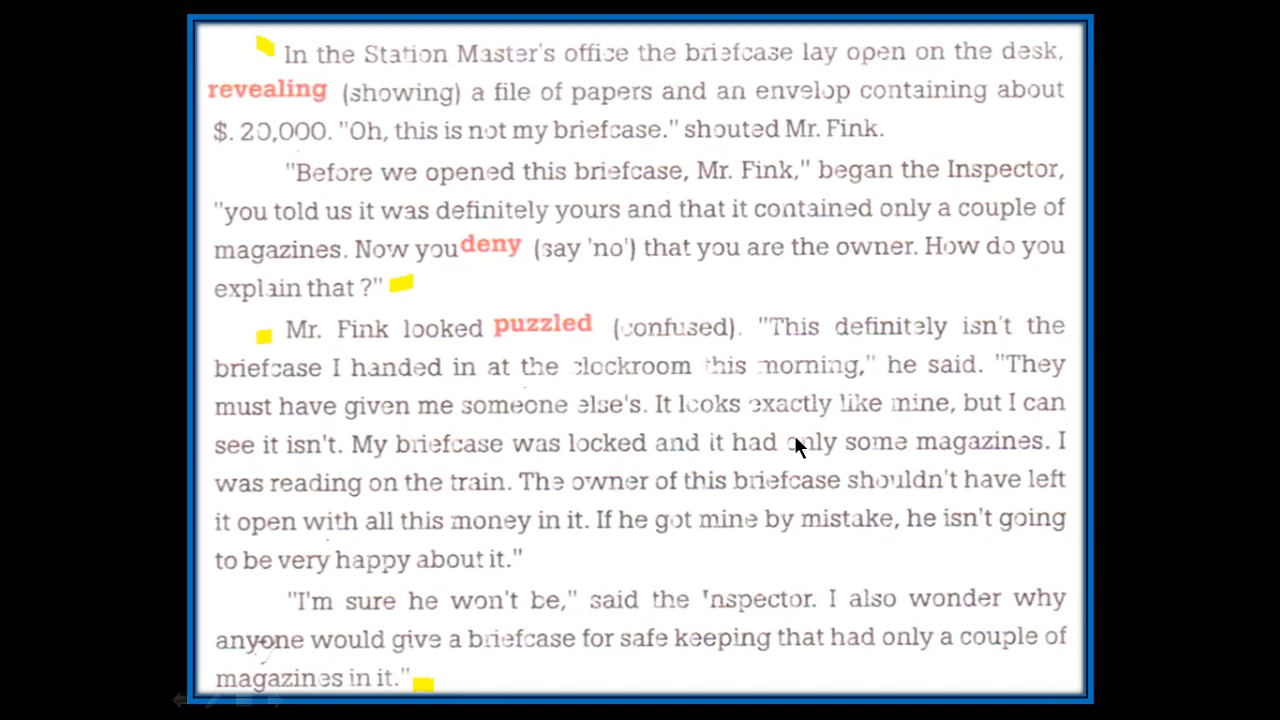 In the Station Master's office the briefcase lay open on the desk,
revealing (showing) a file of papers and an envelop containing about
$. 20,000. "Oh, this is not my briefcase." shouted Mr. Fink.
"Before we opened this briefcase, Mr. Fink," began the Inspector,
"you told us it was definitely yours and that it contained only a couple of
magazines. Now you deny (say 'no') that you are the owner. How do you
explain that ?"
Mr. Fink looked puzzled (confused). "This definitely isn't the
briefcase I handed in at the clockroom this morning," he said. "They
must have given me someone else's. It looks exactly like mine, but I can
see it isn't. My briefcase was locked and it had only some magazines. I
was reading on the train. The owner of this briefcase shouldn't have left
it open with all this money in it. If he got mine by mistake, he isn't going
to be very happy about it."
"I'm sure he won't be," said the Inspector. I also wonder why
anyone would give a briefcase for safe keeping that had only a couple of
magazines in it."